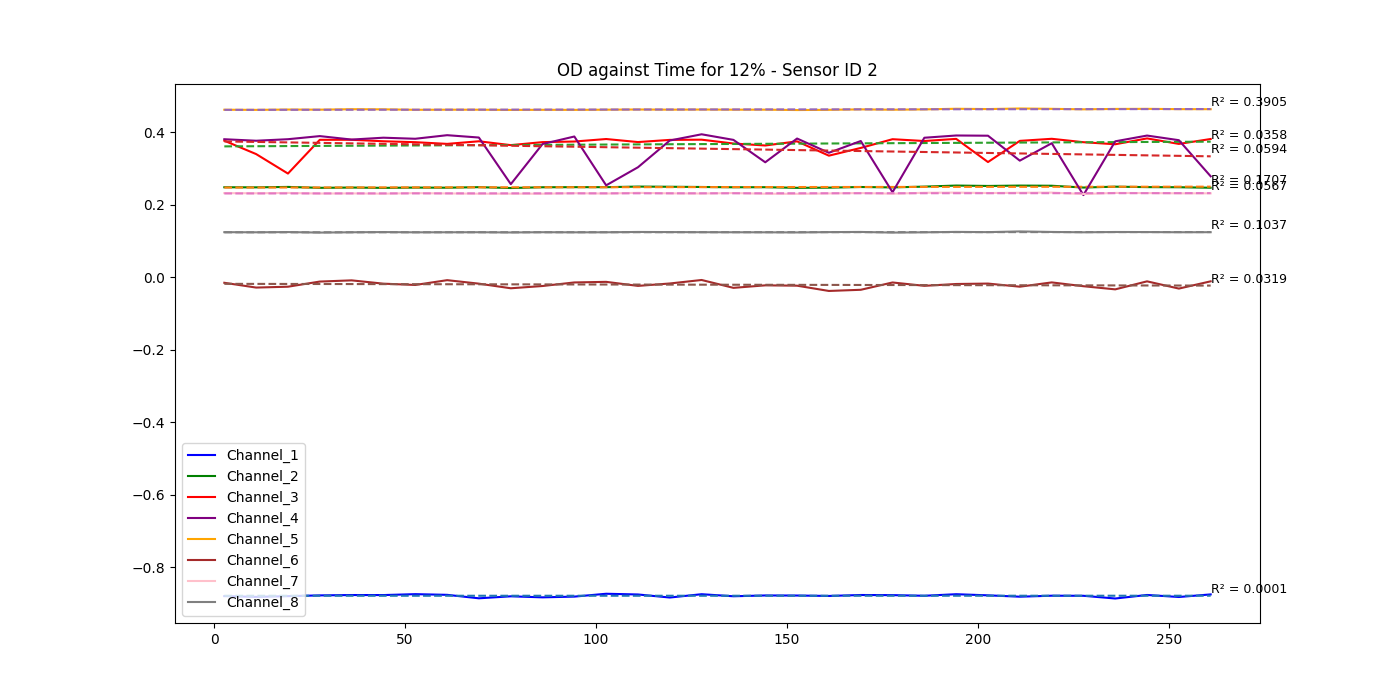 OD against Time for 12% - Sensor ID 2
R² = 0.3905
0.4
R² = 0.0358
R² = 0.0594
R² = 0.1707
R² = 0.0567
0.2
R² = 0.1037
0.0
R² = 0.0319
−0.2
−0.4
Channel_1
Channel_2
Channel_3
−0.6
Channel_4
Channel_5
Channel_6
−0.8
Channel_7
R² = 0.0001
Channel_8
0 50 100 150 200 250